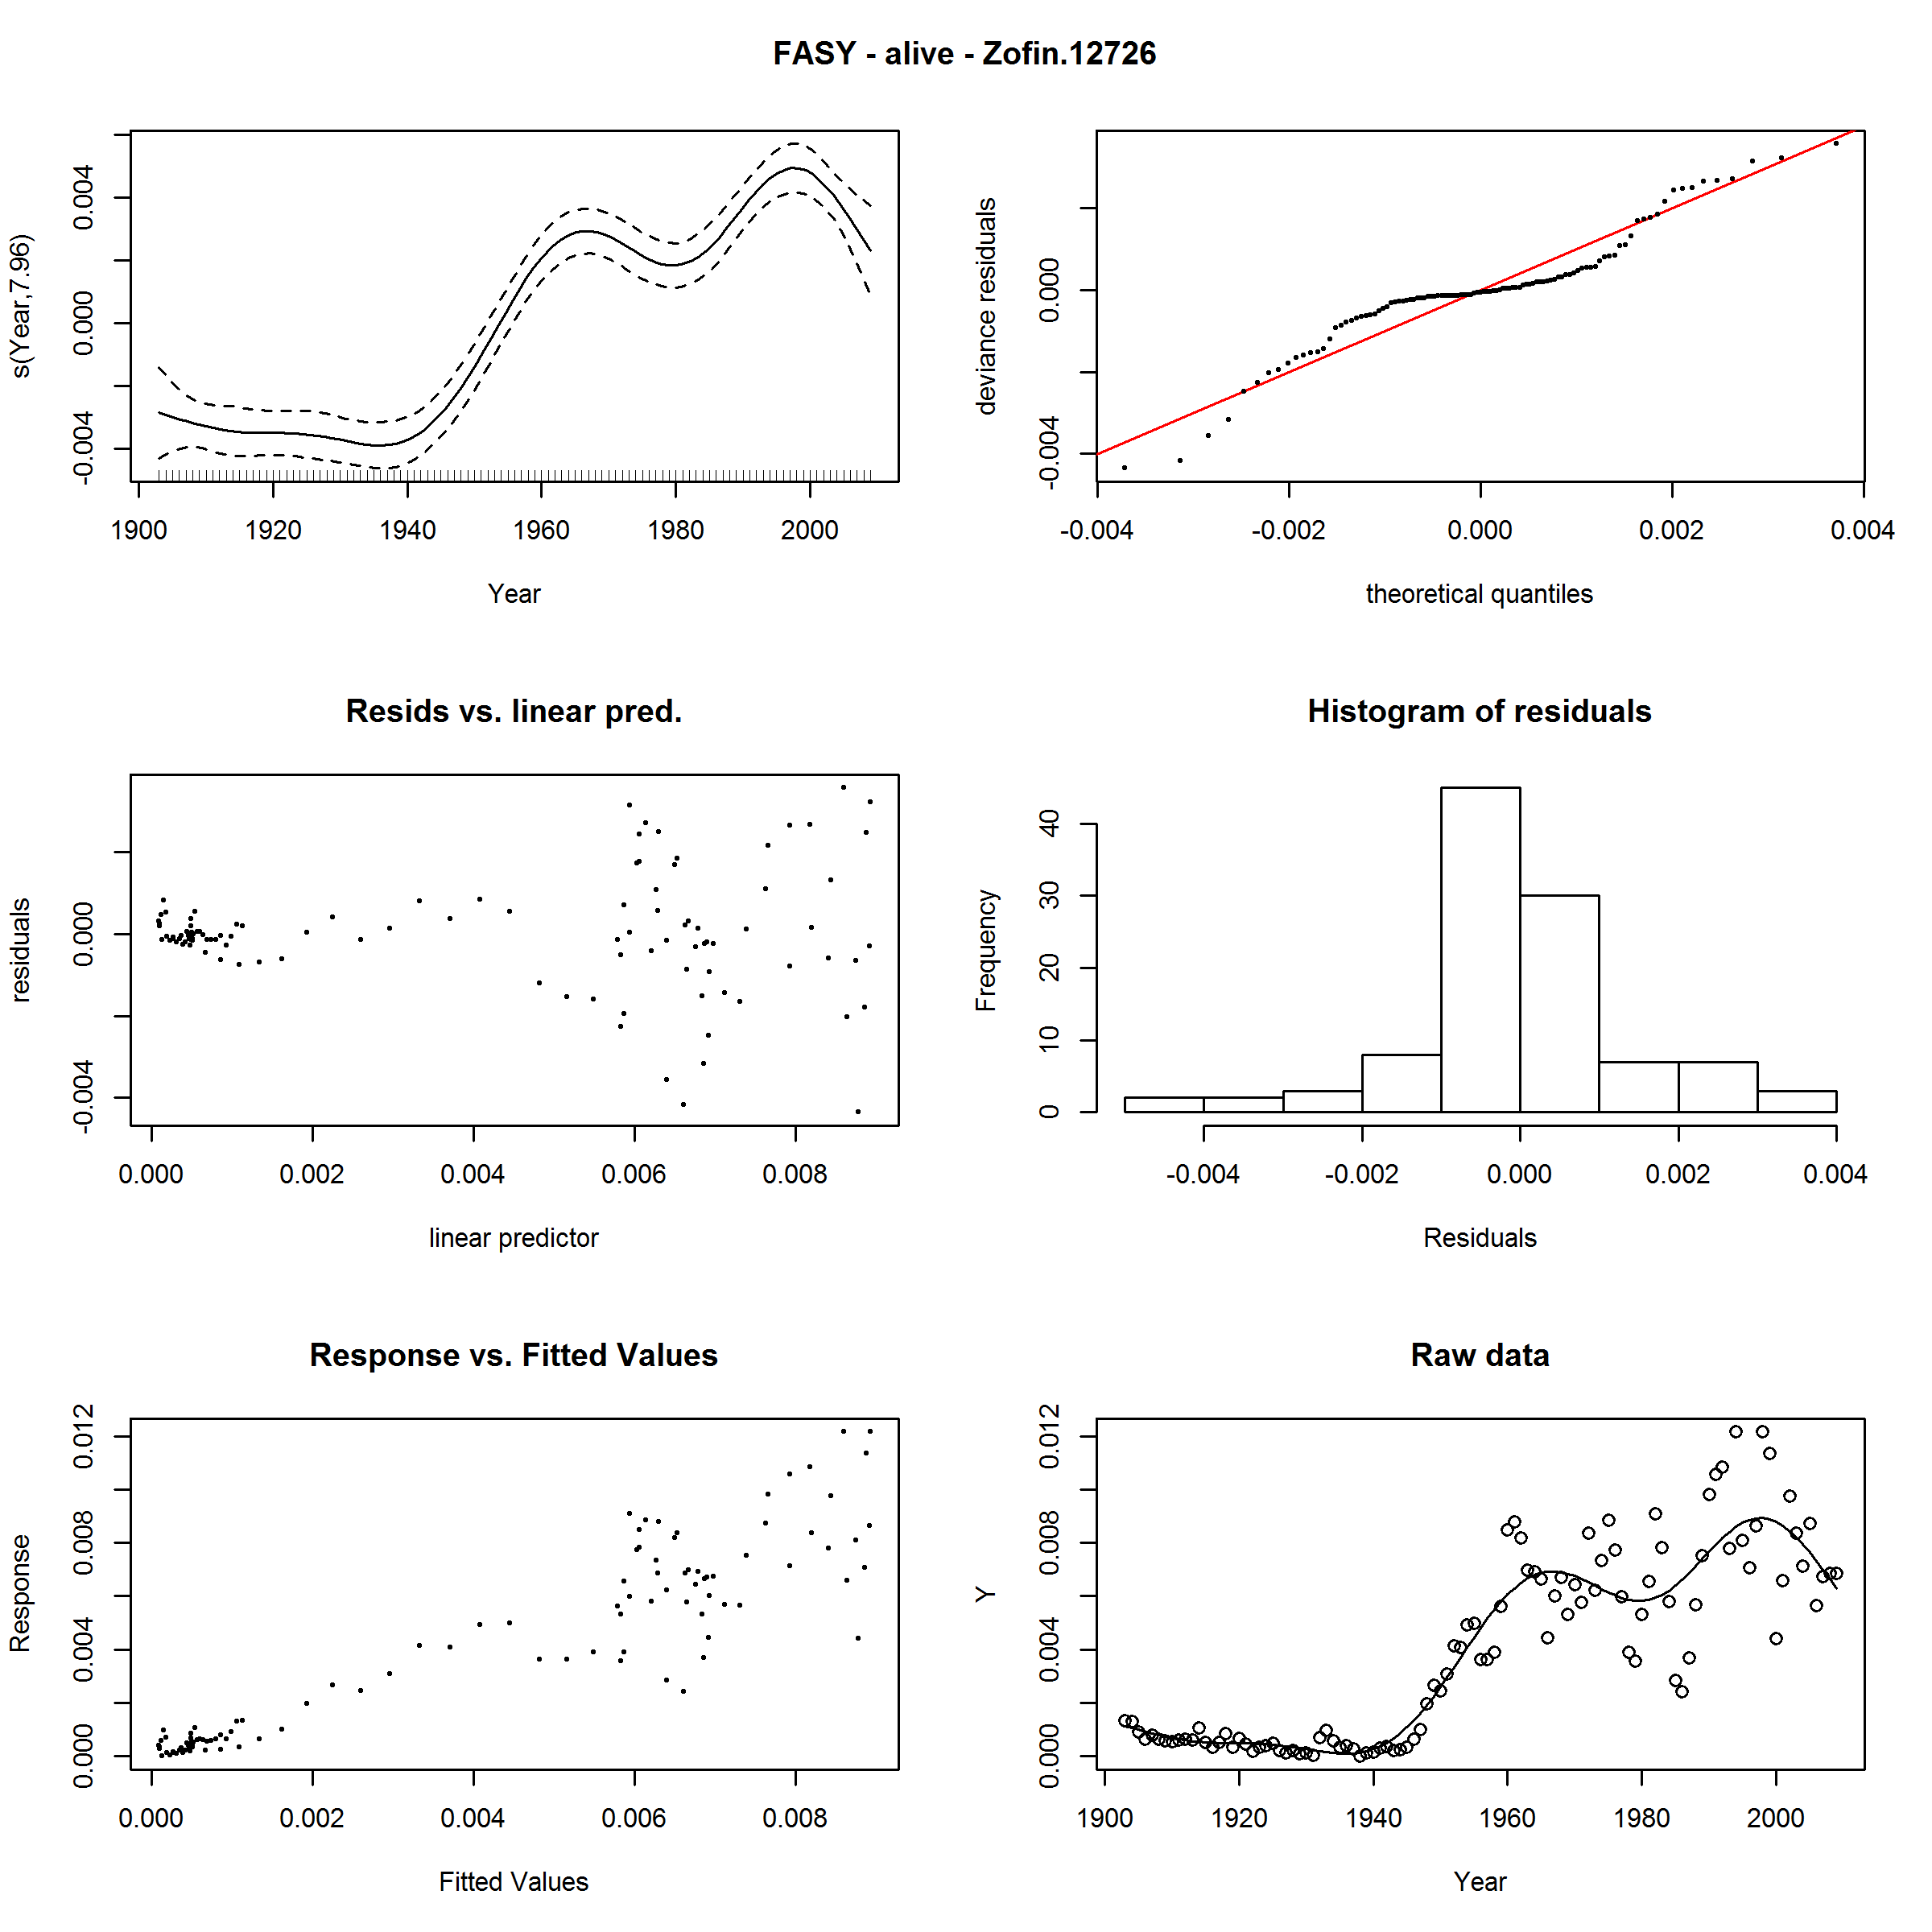 FASY - alive - Zofin.12726
s(Year,7.96)
-0.004 0.000 0.004
1900 1920 1940 1960 1980 2000
Year
deviance residuals
-0.004 0.000
-0.004 -0.002 0.000 0.002 0.004
theoretical quantiles
Resids vs. linear pred.
residuals
-0.004 0.000
0.000 0.002 0.004 0.006 0.008
linear predictor
Histogram of residuals
Frequency
0 10 20 30 40
-0.004 -0.002 0.000 0.002 0.004
Residuals
Response vs. Fitted Values
Response
0.000 0.004 0.008 0.012
0.000 0.002 0.004 0.006 0.008
Fitted Values
Raw data
Y
0.000 0.004 0.008 0.012
1900 1920 1940 1960 1980 2000
Year